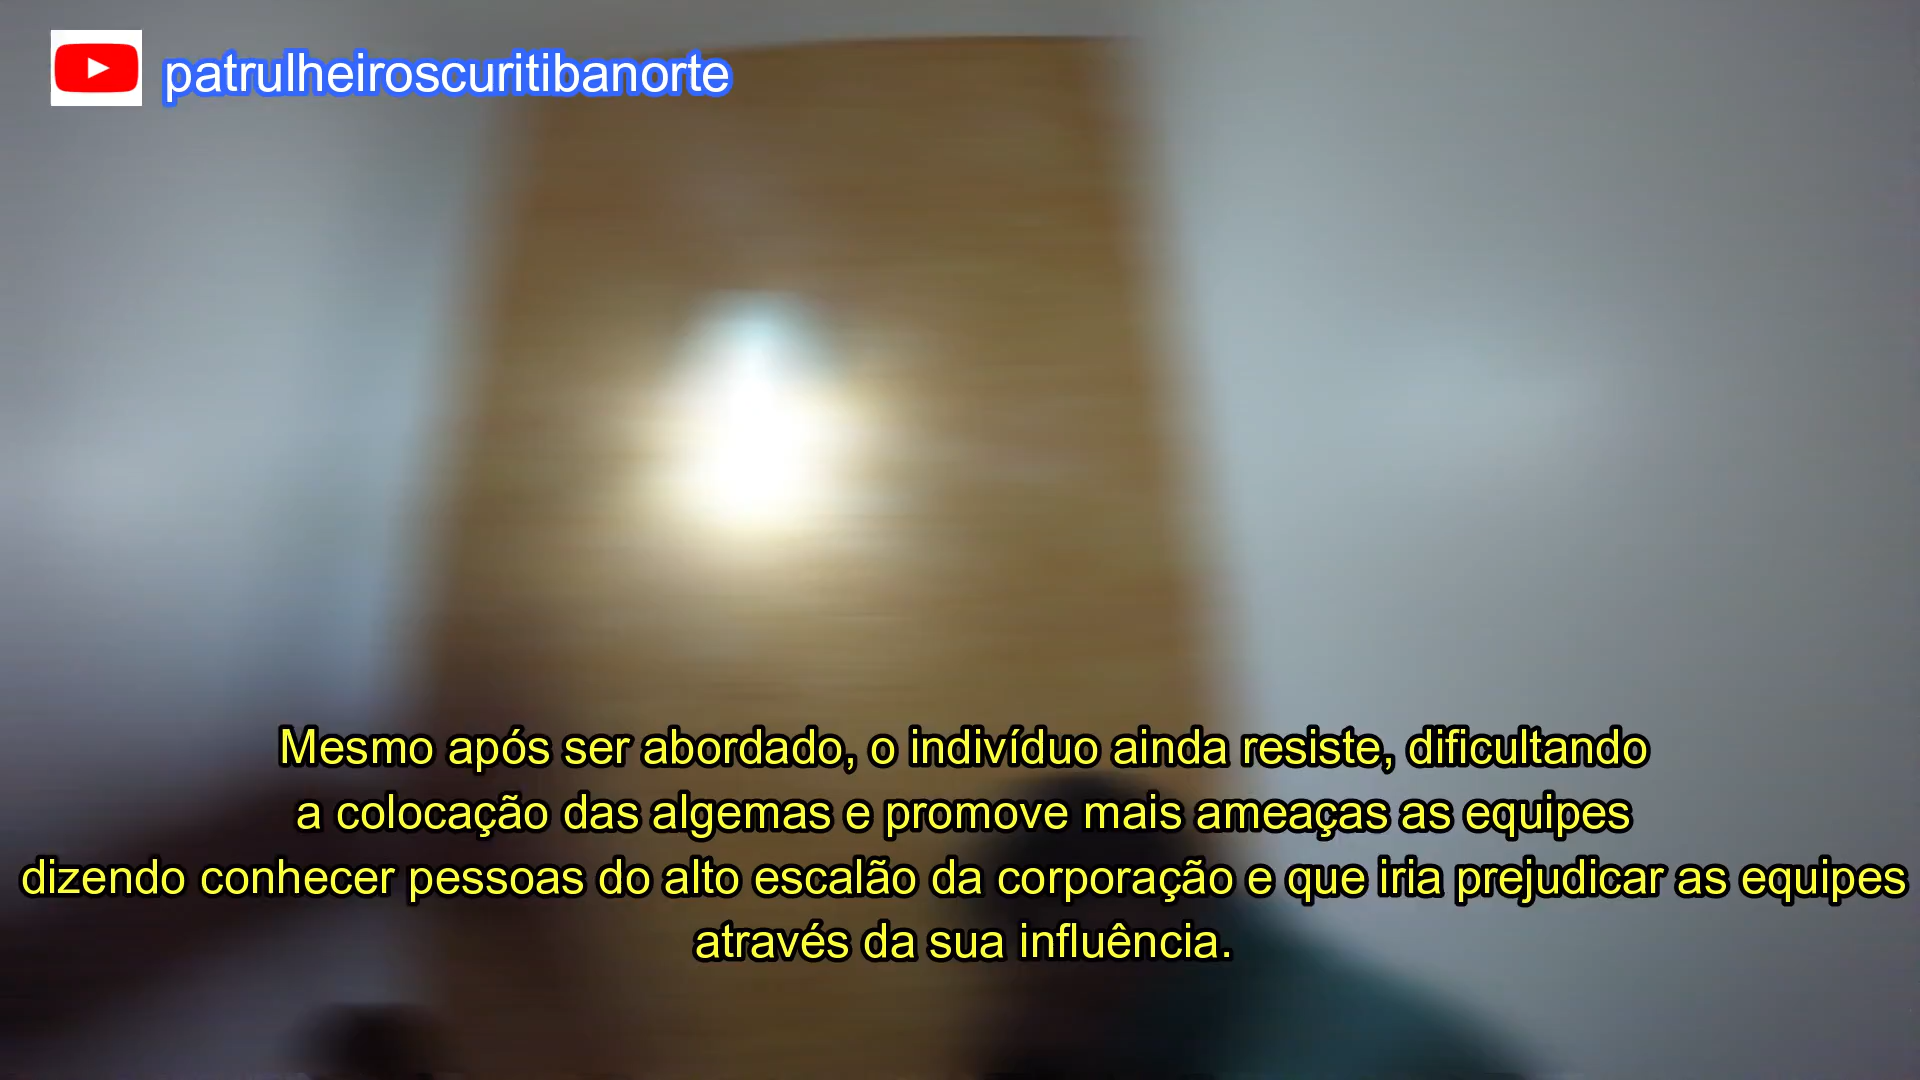 patrulheiroscuritibanorte
Mesmo após ser abordado, o indivíduo ainda resiste, dificultando
a colocação das algemas e promove mais ameaças as equipes
dizendo conhecer pessoas do alto escalão da corporação e que iria prejudicar as equipes
através da sua influência.